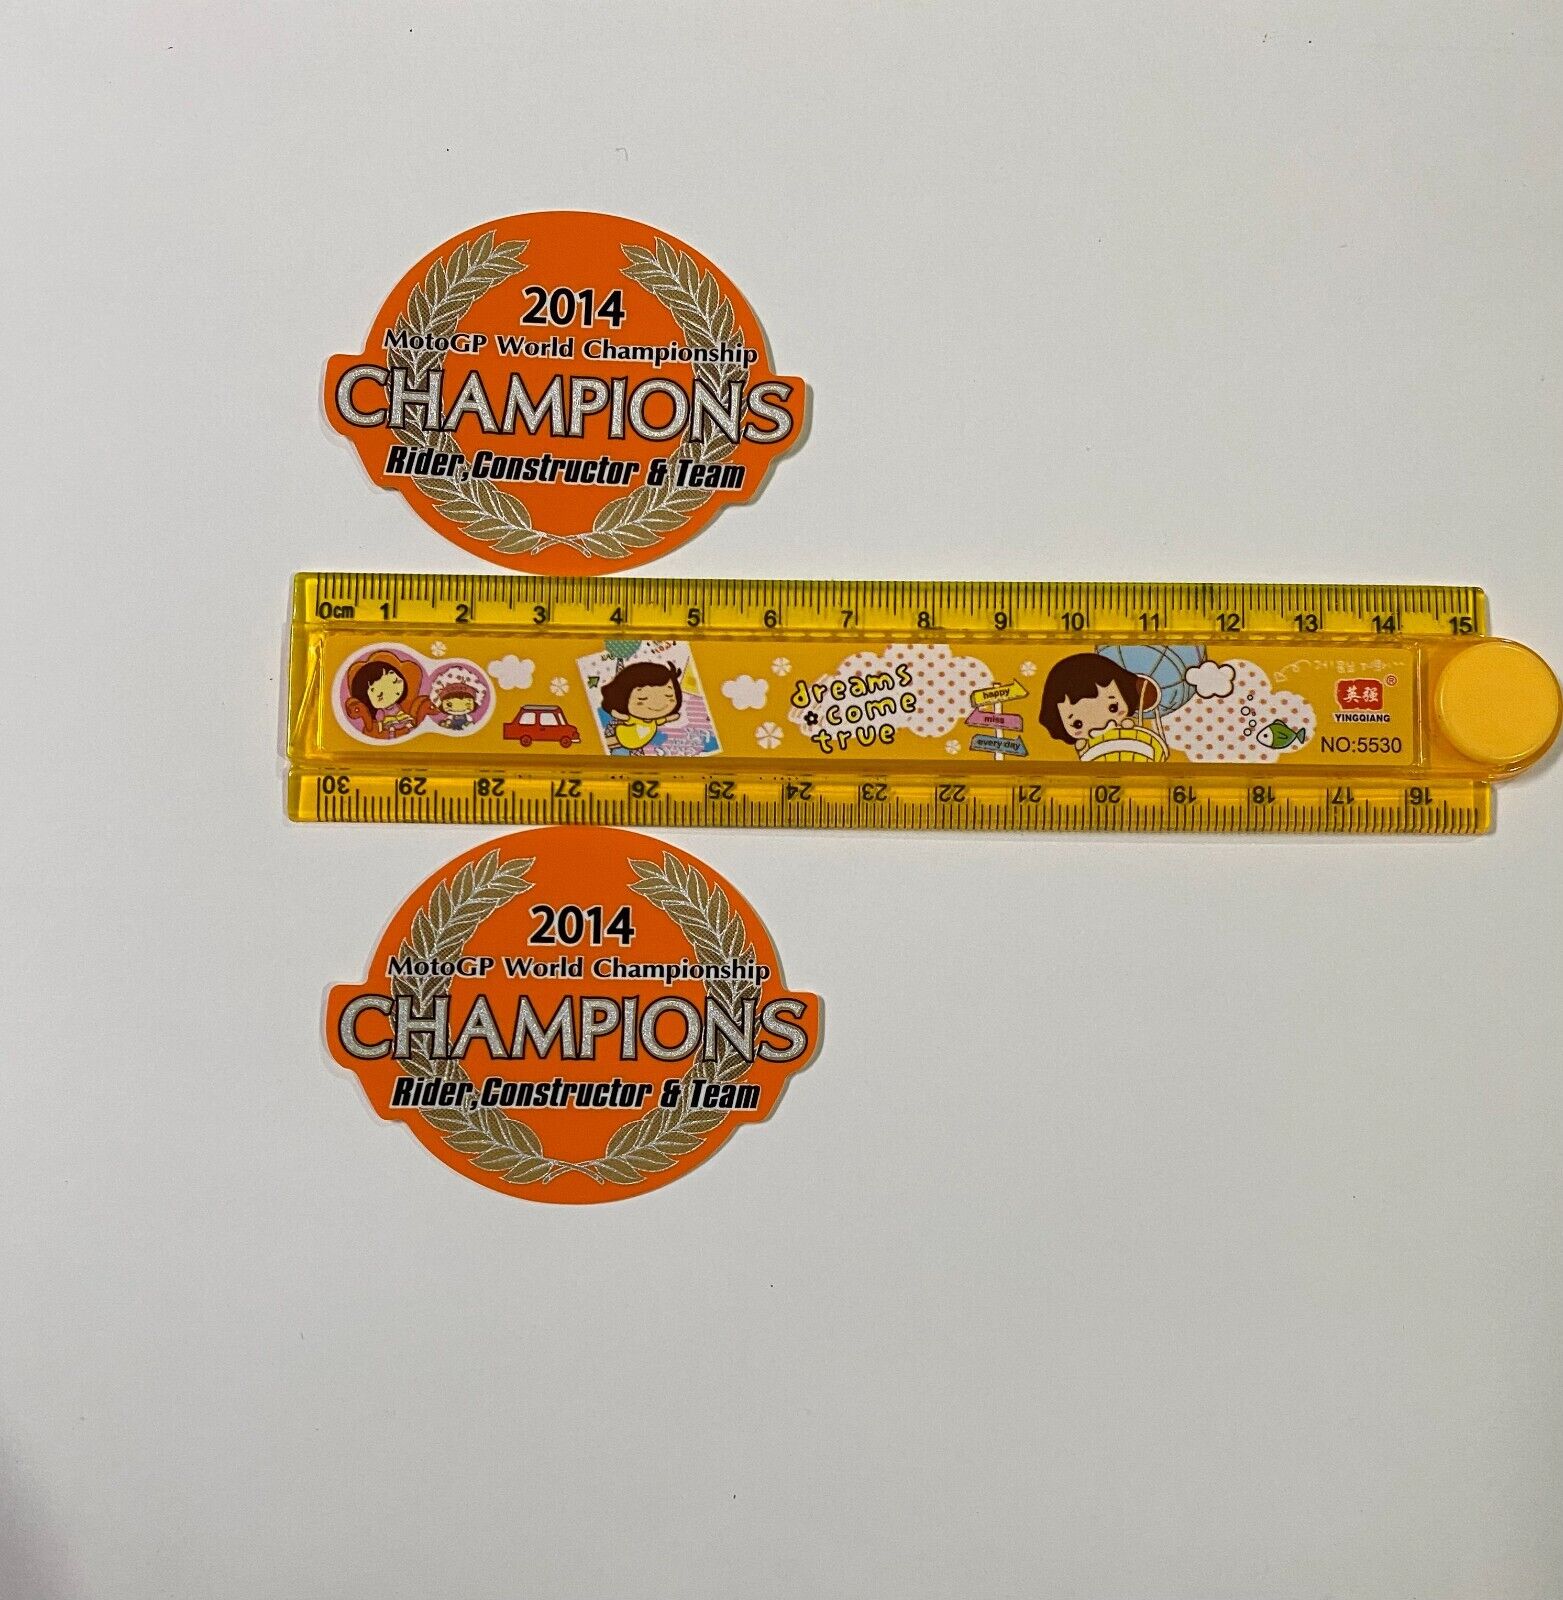 2014
MotoGP World Championship
CHAMPIONS
Rider, Constructor & Team
0cm 1 2 3 4 5 6 7 8 9 10 11 12 13 14 15
dreams
come
true
happy
miss
every day
英强®
YINGQIANG
NO:5530
30 29 28 27 26 25 24 23 22 21 20 19 18 17 16
2014
MotoGP World Championship
CHAMPIONS
Rider, Constructor & Team